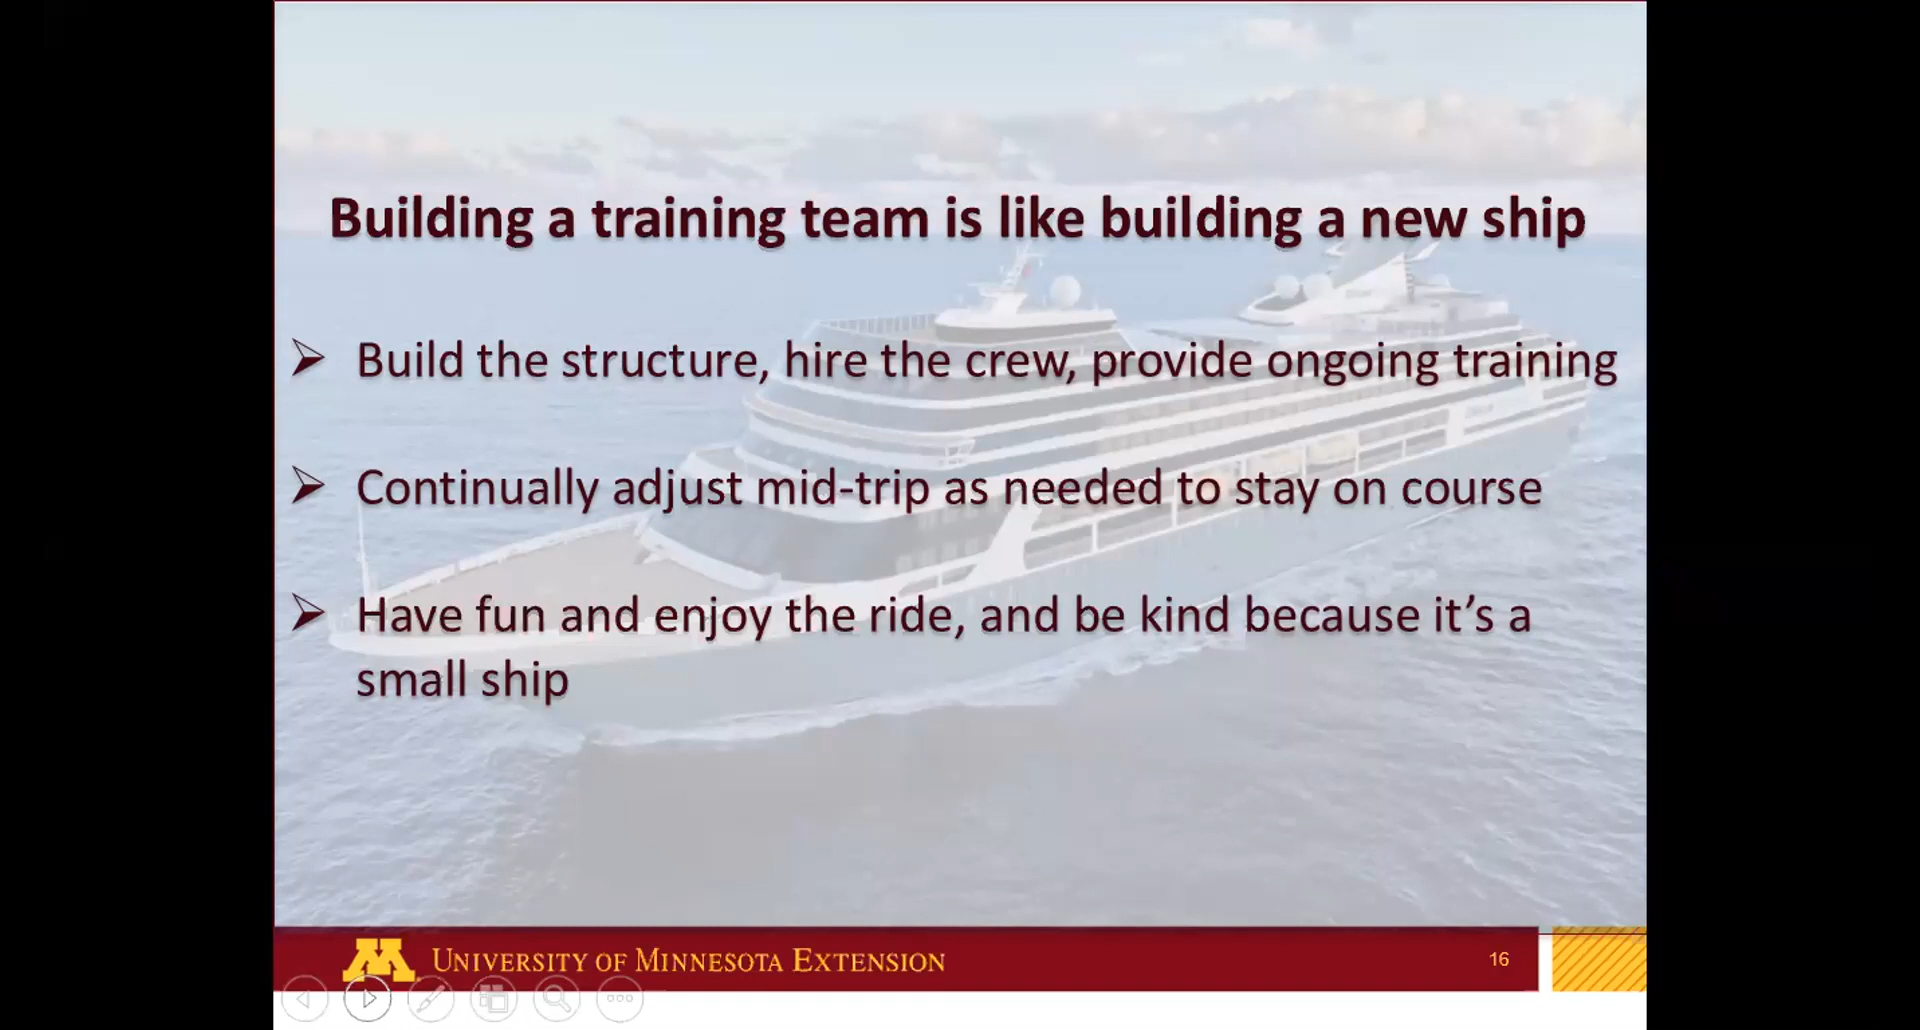 Building a training team is like building a new ship
Build the structure, hire the crew, provide ongoing training
Continually adjust mid-trip as needed to stay on course
Have fun and enjoy the ride, and be kind because it’s a
small ship
M UNIVERSITY OF MINNESOTA EXTENSION
16